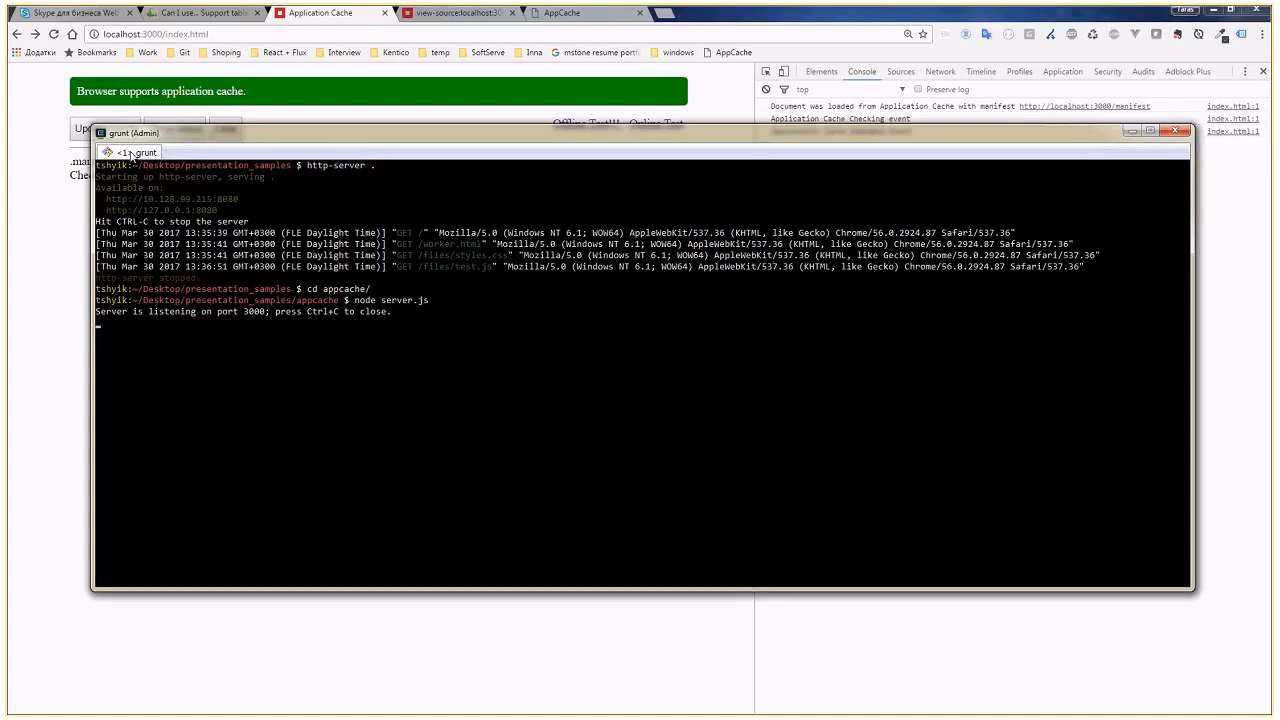 Skype для бизнеса Web
Can I use... Support table
Application Cache
view-source:localhost:30
AppCache
Taras
localhost:3000/index.html
Додатки Bookmarks Work Git Shoping React + Flux Interview Kentico temp SoftServe Inna mstone resume portf windows AppCache
Browser supports application cache.
Elements Console Sources Network Timeline Profiles Application Security Audits Adblock Plus
top Preserve log
Document was loaded from Application Cache with manifest http://localhost:3000/manifest index.html:1
Application Cache Checking event index.html:1
index.html:1
Offline Test!!! Online Test
grunt (Admin)
<1> grunt
tshyik:~/Desktop/presentation_samples $ http-server .
Starting up http-server, serving .
Available on:
http://10.128.99.215:8080
http://127.0.0.1:8080
Hit CTRL-C to stop the server
[Thu Mar 30 2017 13:35:39 GMT+0300 (FLE Daylight Time)] "GET /" "Mozilla/5.0 (Windows NT 6.1; WOW64) AppleWebKit/537.36 (KHTML, like Gecko) Chrome/56.0.2924.87 Safari/537.36"
[Thu Mar 30 2017 13:35:41 GMT+0300 (FLE Daylight Time)] "GET /worker.html" "Mozilla/5.0 (Windows NT 6.1; WOW64) AppleWebKit/537.36 (KHTML, like Gecko) Chrome/56.0.2924.87 Safari/537.36"
[Thu Mar 30 2017 13:35:41 GMT+0300 (FLE Daylight Time)] "GET /files/styles.css" "Mozilla/5.0 (Windows NT 6.1; WOW64) AppleWebKit/537.36 (KHTML, like Gecko) Chrome/56.0.2924.87 Safari/537.36"
[Thu Mar 30 2017 13:36:51 GMT+0300 (FLE Daylight Time)] "GET /files/test.js" "Mozilla/5.0 (Windows NT 6.1; WOW64) AppleWebKit/537.36 (KHTML, like Gecko) Chrome/56.0.2924.87 Safari/537.36"
http-server stopped.
tshyik:~/Desktop/presentation_samples $ cd appcache/
tshyik:~/Desktop/presentation_samples/appcache $ node server.js
Server is listening on port 3000; press Ctrl+C to close.